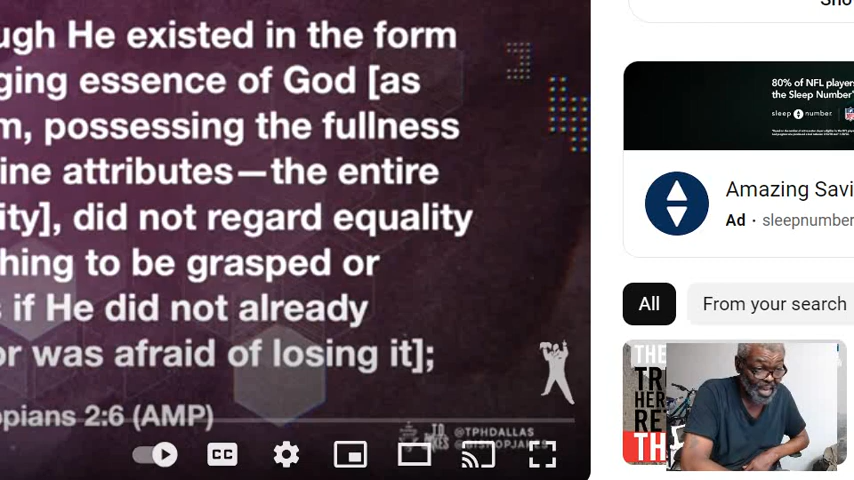 ugh He existed in the form
ging essence of God [as
m, possessing the fullness
ine attributes—the entire
ity], did not regard equality
hing to be grasped or
if He did not already
or was afraid of losing it];
opians 2:6 (AMP)
@TPHDALLAS
CC
80% of NFL players
the Sleep Number
sleep number
NFL
Amazing Savi
Ad · sleepnumber
All
From your search
THE
TR
HER
RE
TH